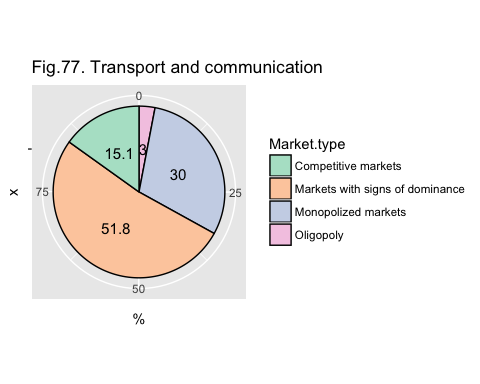 Fig.77. Transport and communication
0
15.1
3
30
75
25
51.8
50
x
%
Market.type
Competitive markets
Markets with signs of dominance
Monopolized markets
Oligopoly